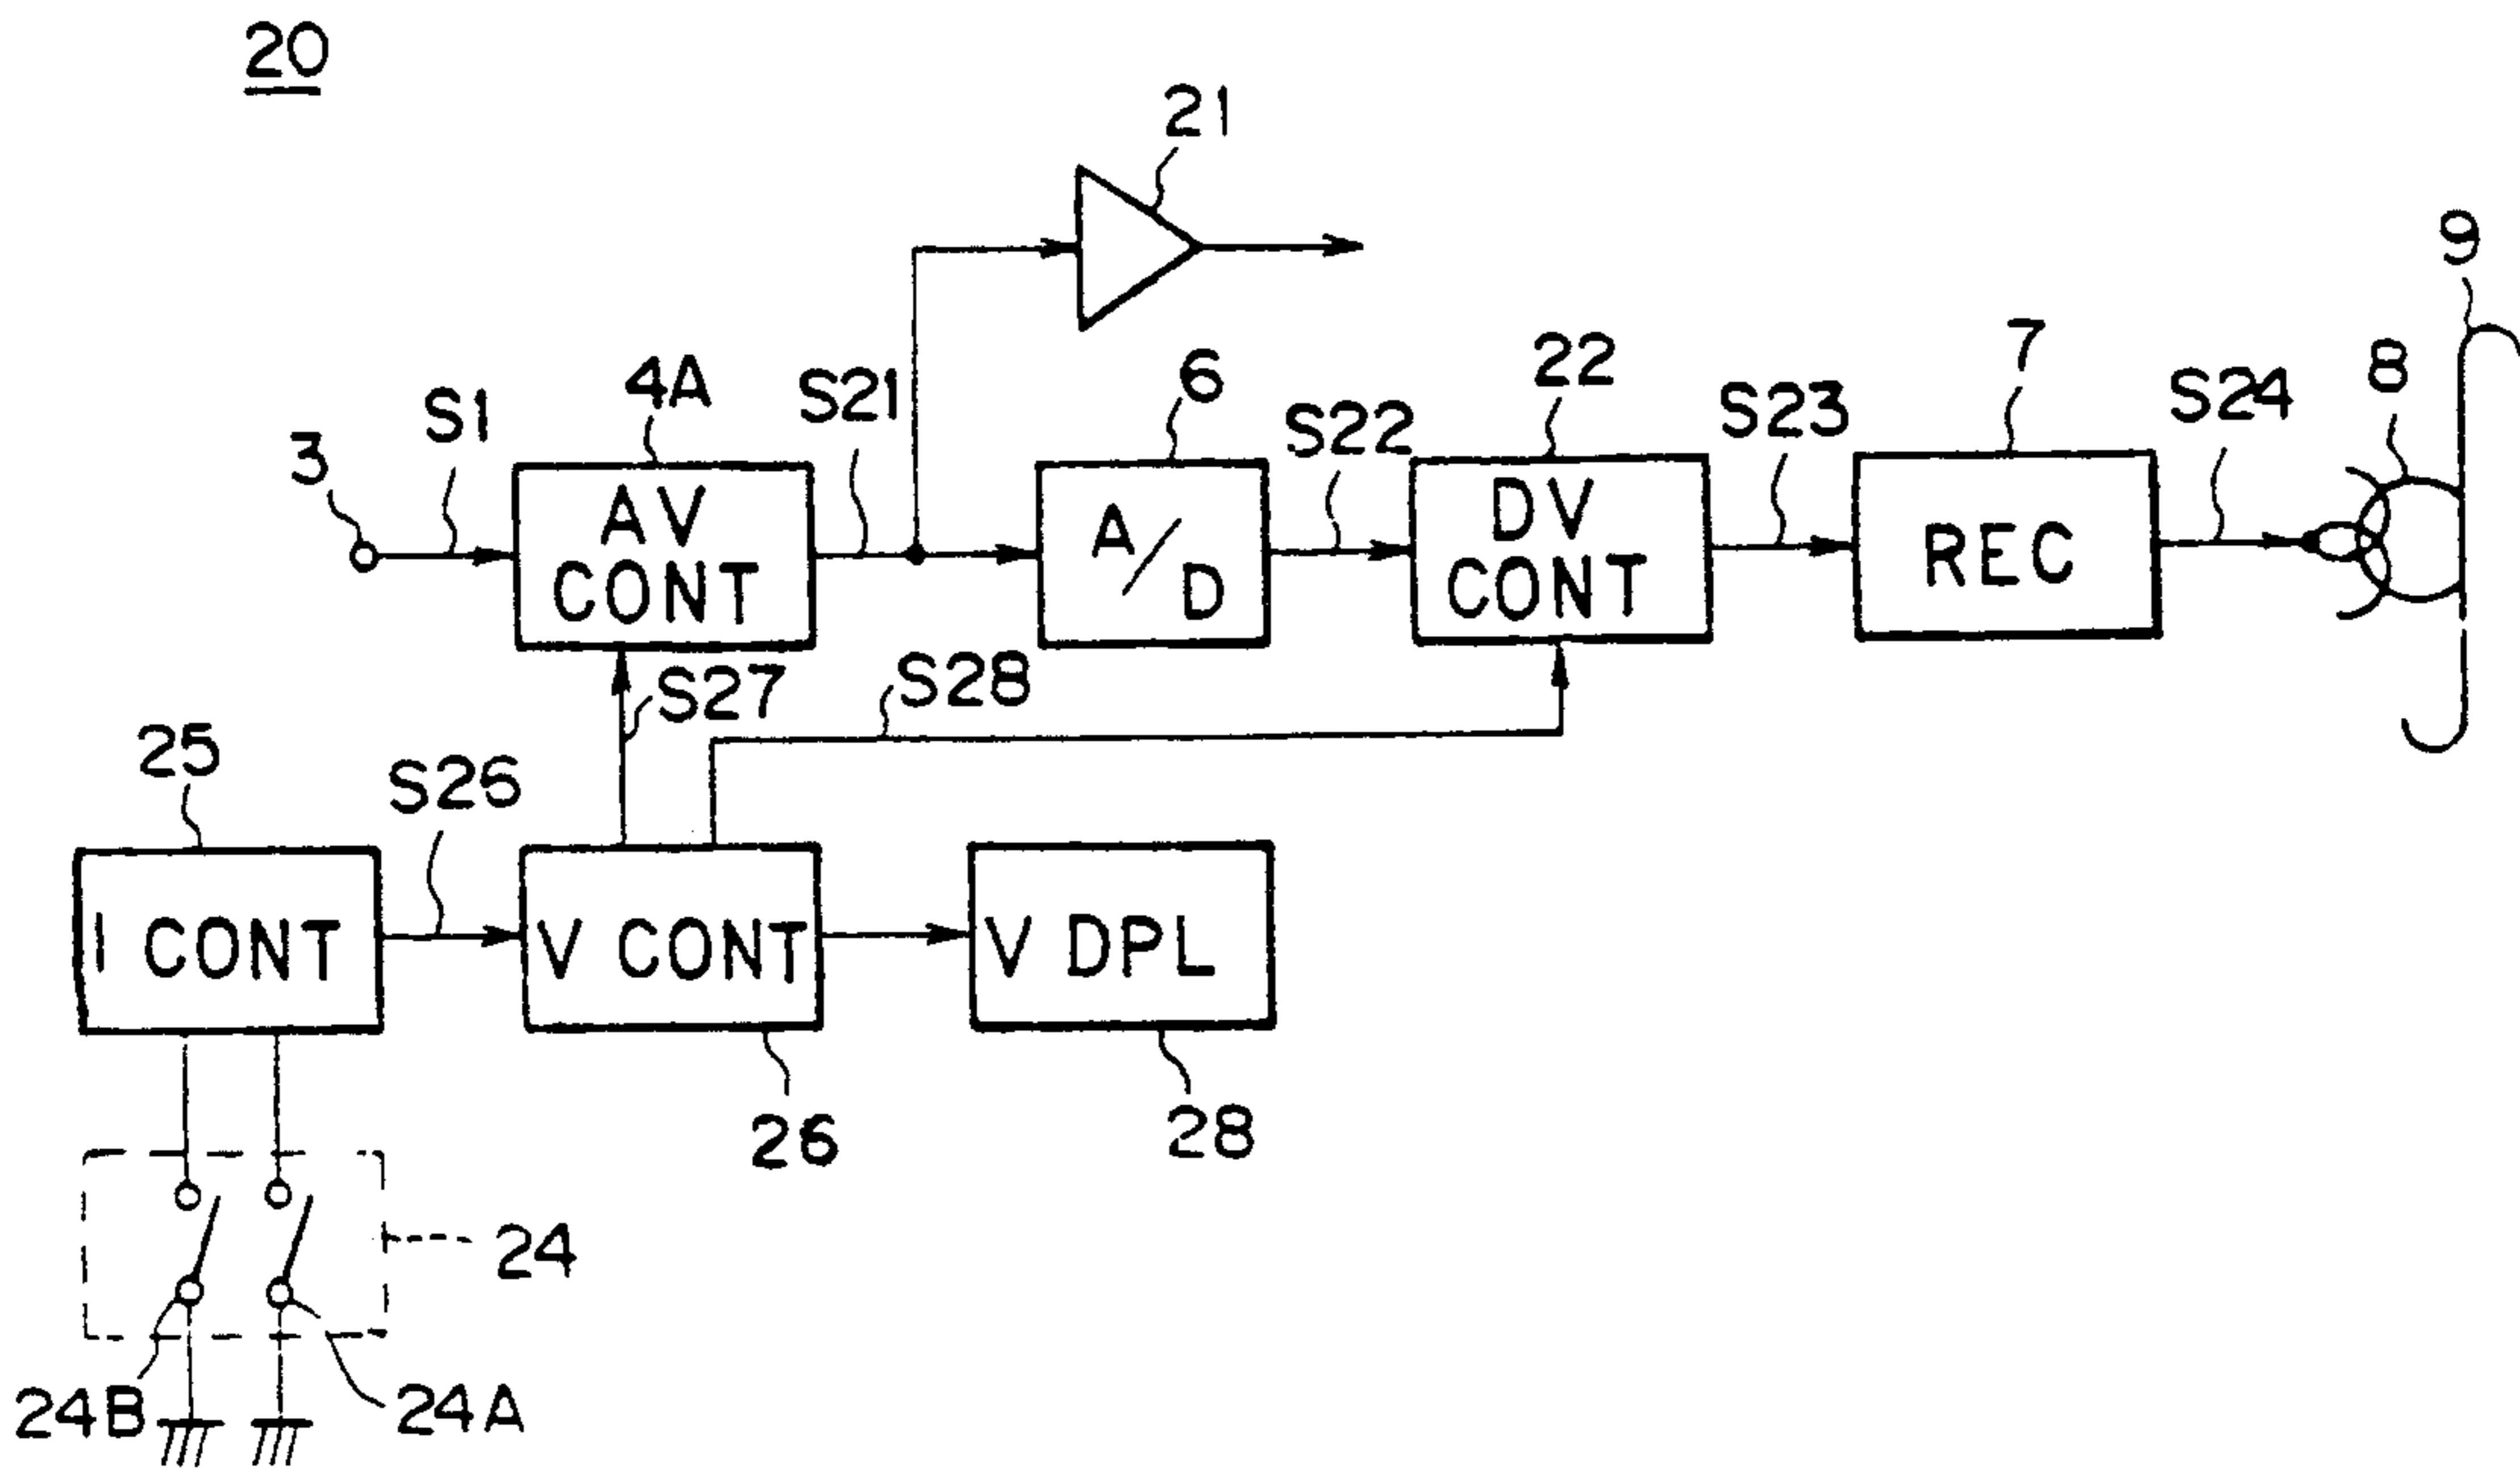 20
21
9
S1
4A
S21
6
S22
22
S23
7
S24
8
3
AV
CONT
A/D
DV
CONT
REC
S27
S28
25
S26
I CONT
V CONT
V DPL
26
28
24
24B
24A